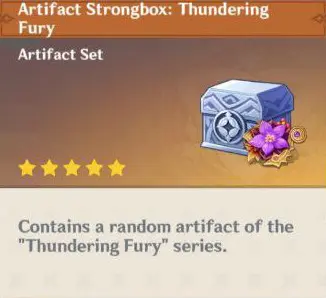 Artifact Strongbox: Thundering
Fury
Artifact Set
Contains a random artifact of the
"Thundering Fury" series.